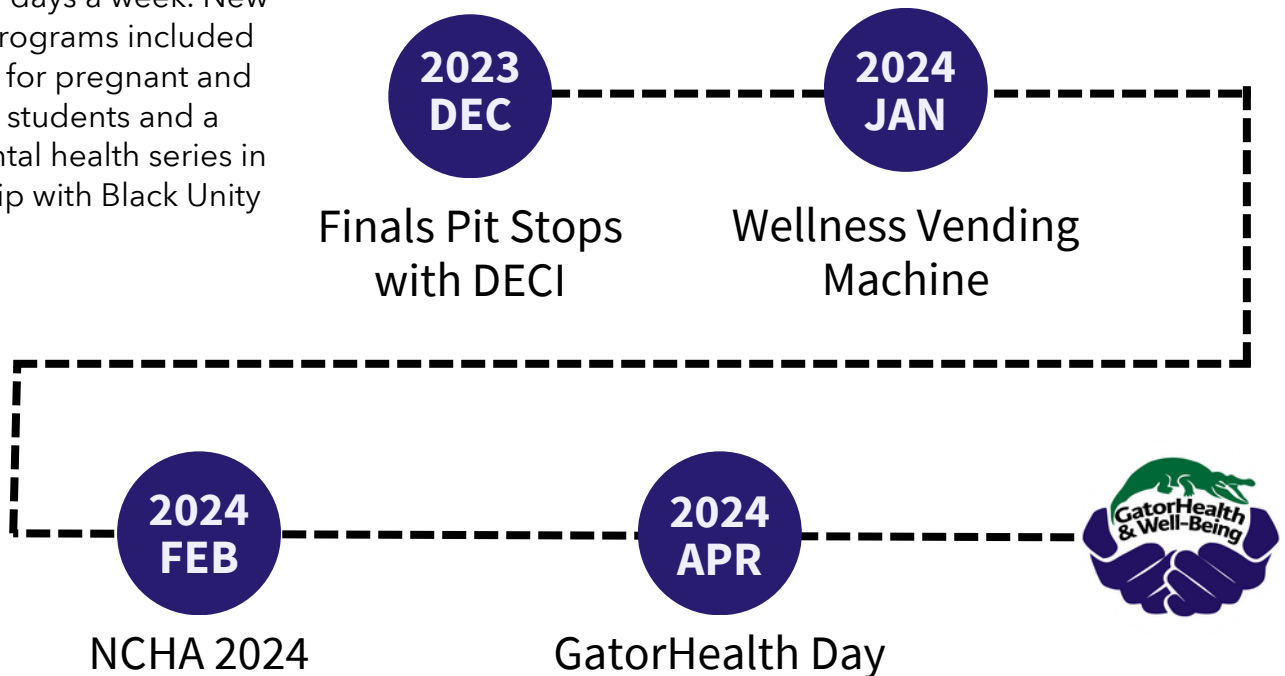 days a week. New
rograms included
for pregnant and
students and a
ntal health series in
ip with Black Unity
2023
DEC
2024
JAN
Finals Pit Stops
with DECI
Wellness Vending
Machine
2024
FEB
2024
APR
GatorHealth
& Well-Being
NCHA 2024
GatorHealth Day